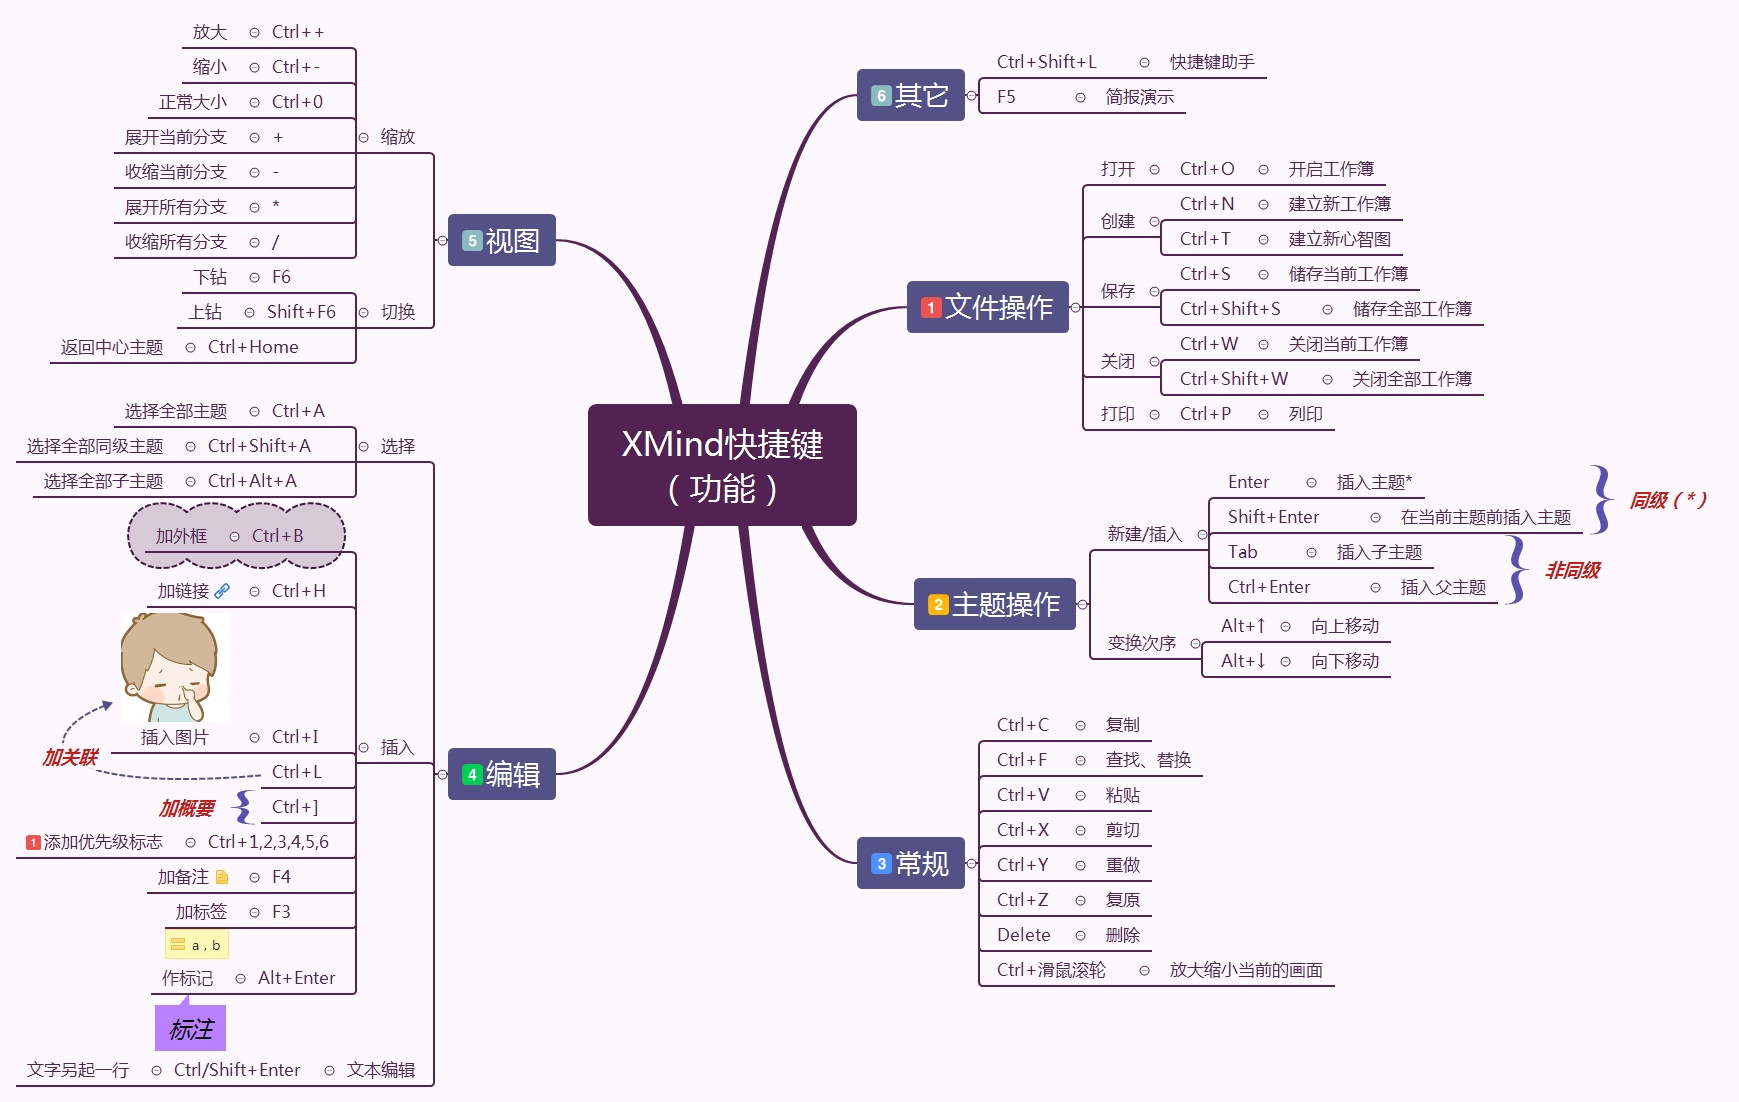 XMind快捷键
（功能）
6 其它
Ctrl+Shift+L 快捷键助手
F5 简报演示
1 文件操作
打开 Ctrl+O 开启工作簿
创建
Ctrl+N 建立新工作簿
Ctrl+T 建立新心智图
保存
Ctrl+S 储存当前工作簿
Ctrl+Shift+S 储存全部工作簿
关闭
Ctrl+W 关闭当前工作簿
Ctrl+Shift+W 关闭全部工作簿
打印 Ctrl+P 列印
2 主题操作
新建/插入
Enter 插入主题*
Shift+Enter 在当前主题前插入主题
同级（*）
Tab 插入子主题
Ctrl+Enter 插入父主题
非同级
变换次序
Alt+↑ 向上移动
Alt+↓ 向下移动
3 常规
Ctrl+C 复制
Ctrl+F 查找、替换
Ctrl+V 粘贴
Ctrl+X 剪切
Ctrl+Y 重做
Ctrl+Z 复原
Delete 删除
Ctrl+滑鼠滚轮 放大缩小当前的画面
4 编辑
选择
选择全部主题 Ctrl+A
选择全部同级主题 Ctrl+Shift+A
选择全部子主题 Ctrl+Alt+A
插入
加外框 Ctrl+B
加链接 Ctrl+H
插入图片 Ctrl+I
加关联 Ctrl+L
加概要 Ctrl+]
1 添加优先级标志 Ctrl+1,2,3,4,5,6
加备注 F4
加标签 F3
a , b
作标记 Alt+Enter
标注
文字另起一行 Ctrl/Shift+Enter 文本编辑
5 视图
缩放
放大 Ctrl++
缩小 Ctrl+-
正常大小 Ctrl+0
展开当前分支 +
收缩当前分支 -
展开所有分支 *
收缩所有分支 /
切换
下钻 F6
上钻 Shift+F6
返回中心主题 Ctrl+Home